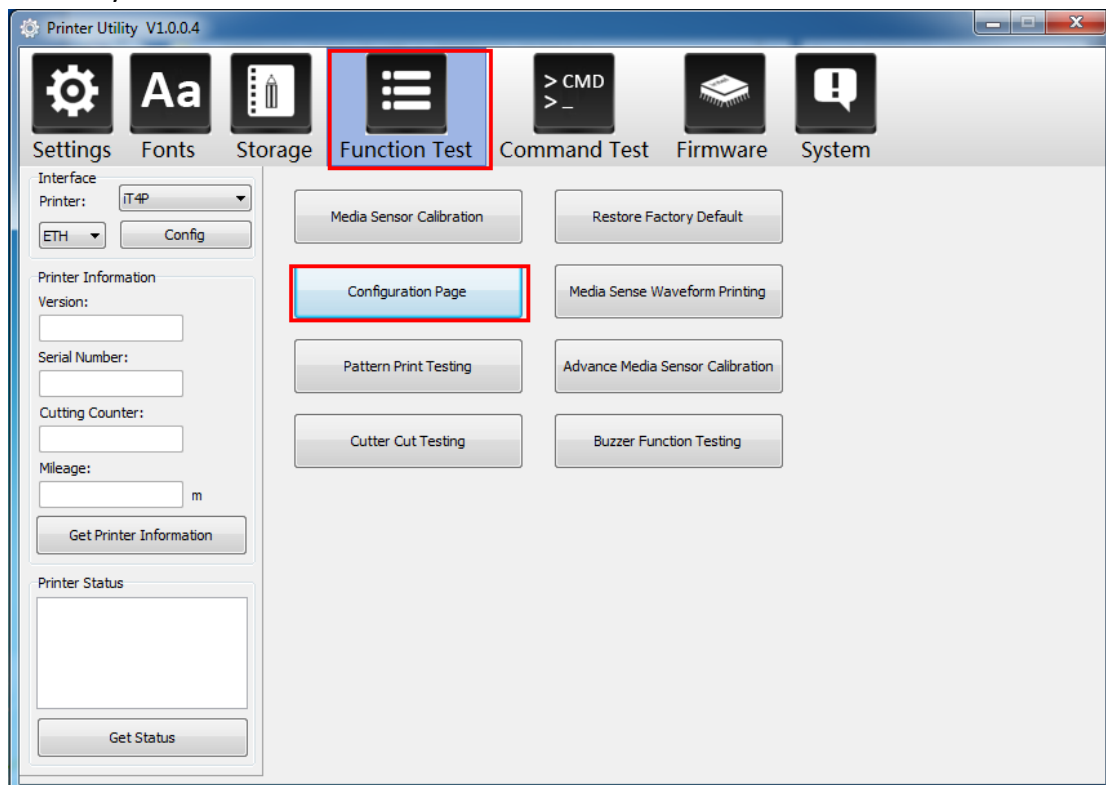 Printer Utility V1.0.0.4
> CMD
> _
Aa
Settings Fonts Storage Function Test Command Test Firmware System
Interface
Printer: iT4P
ETH Config
Printer Information
Version:
Serial Number:
Cutting Counter:
Mileage:
m
Get Printer Information
Printer Status
Get Status
Media Sensor Calibration Restore Factory Default
Configuration Page Media Sense Waveform Printing
Pattern Print Testing Advance Media Sensor Calibration
Cutter Cut Testing Buzzer Function Testing